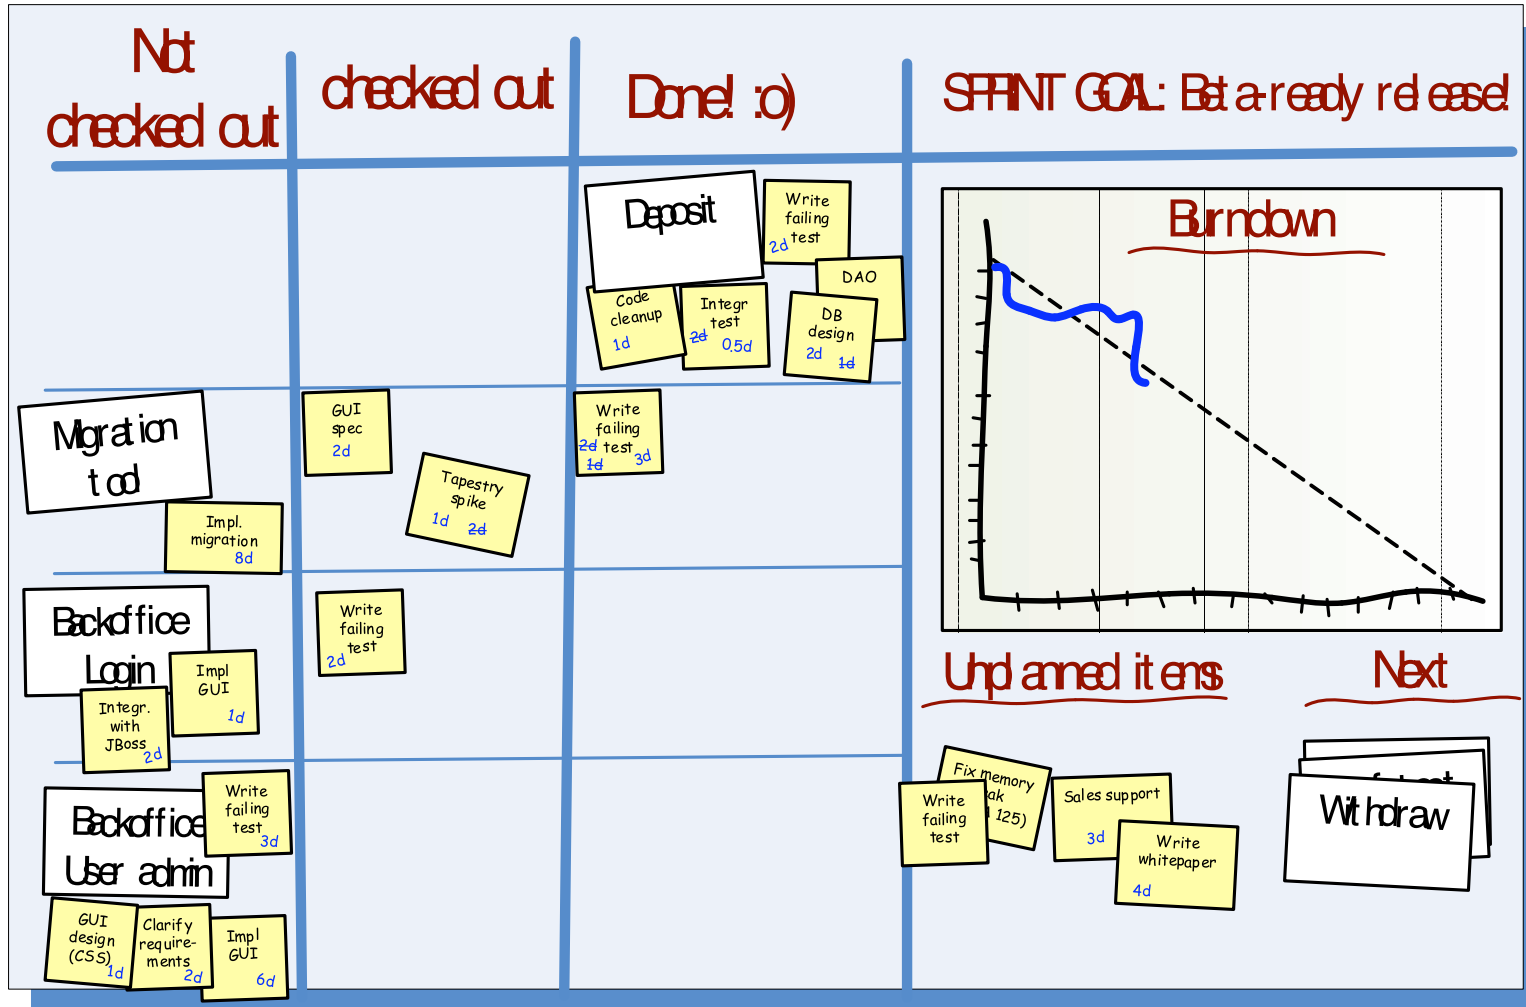 Not
checked out
checked out
Done! :o)
SPRINT GOAL: Beta-ready release!
Deposit
Write
failing
test
2d
DAO
Code
cleanup
1d
Integr
test
2d
0.5d
DB
design
2d
1d
Burndown
Migration
tool
Impl.
migration
8d
GUI
spec
2d
Tapestry
spike
1d
2d
Write
failing
2d test
1d
3d
Backoffice
Login
Impl
GUI
1d
Integr.
with
JBoss
2d
Write
failing
test
2d
Backoffice
User admin
Write
failing
test
3d
GUI
design
(CSS)
1d
Clarify
require-
ments
2d
Impl
GUI
6d
Unplanned items
Next
Fix memory
125)
Write
failing
test
Sales support
3d
Write
whitepaper
4d
Withdraw